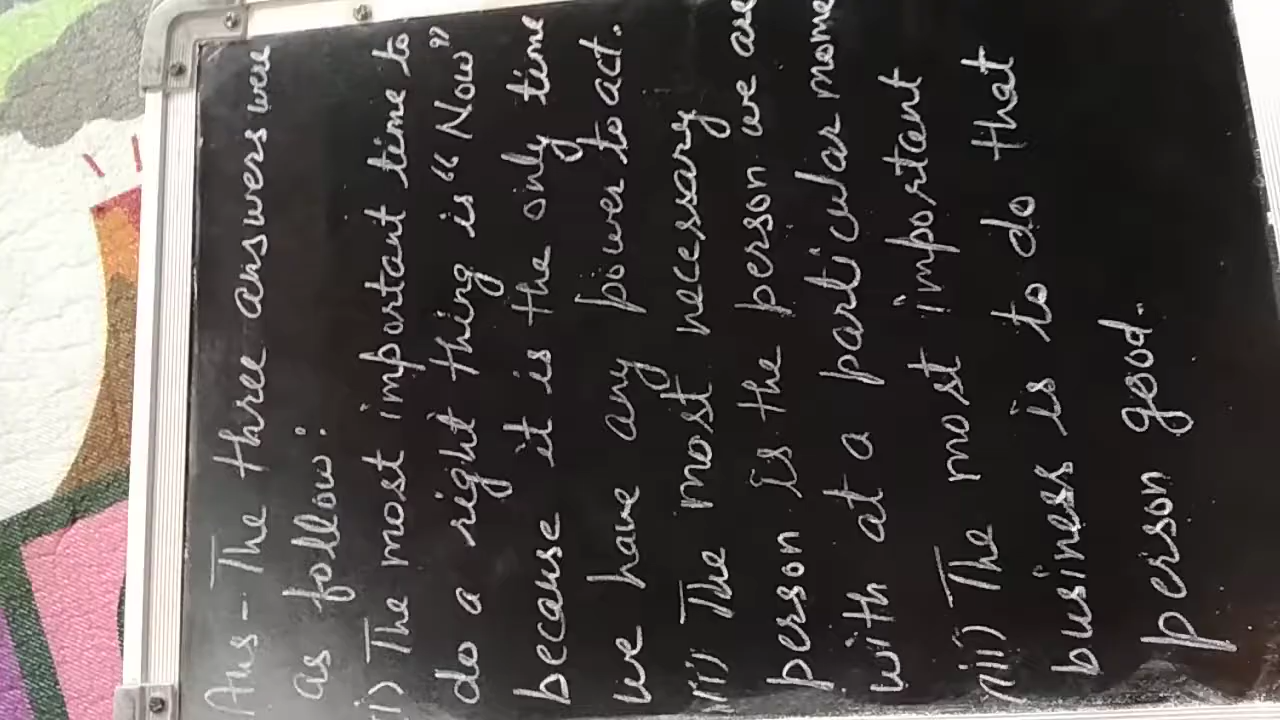 Ans - The three answers were
as follow:
i) The most important time to
do a right thing is "Now"
because it is the only time
we have any power to act.
ii) The most necessary
person is the person we are
with at a particular mome
iii) The most important
business is to do that
person good.